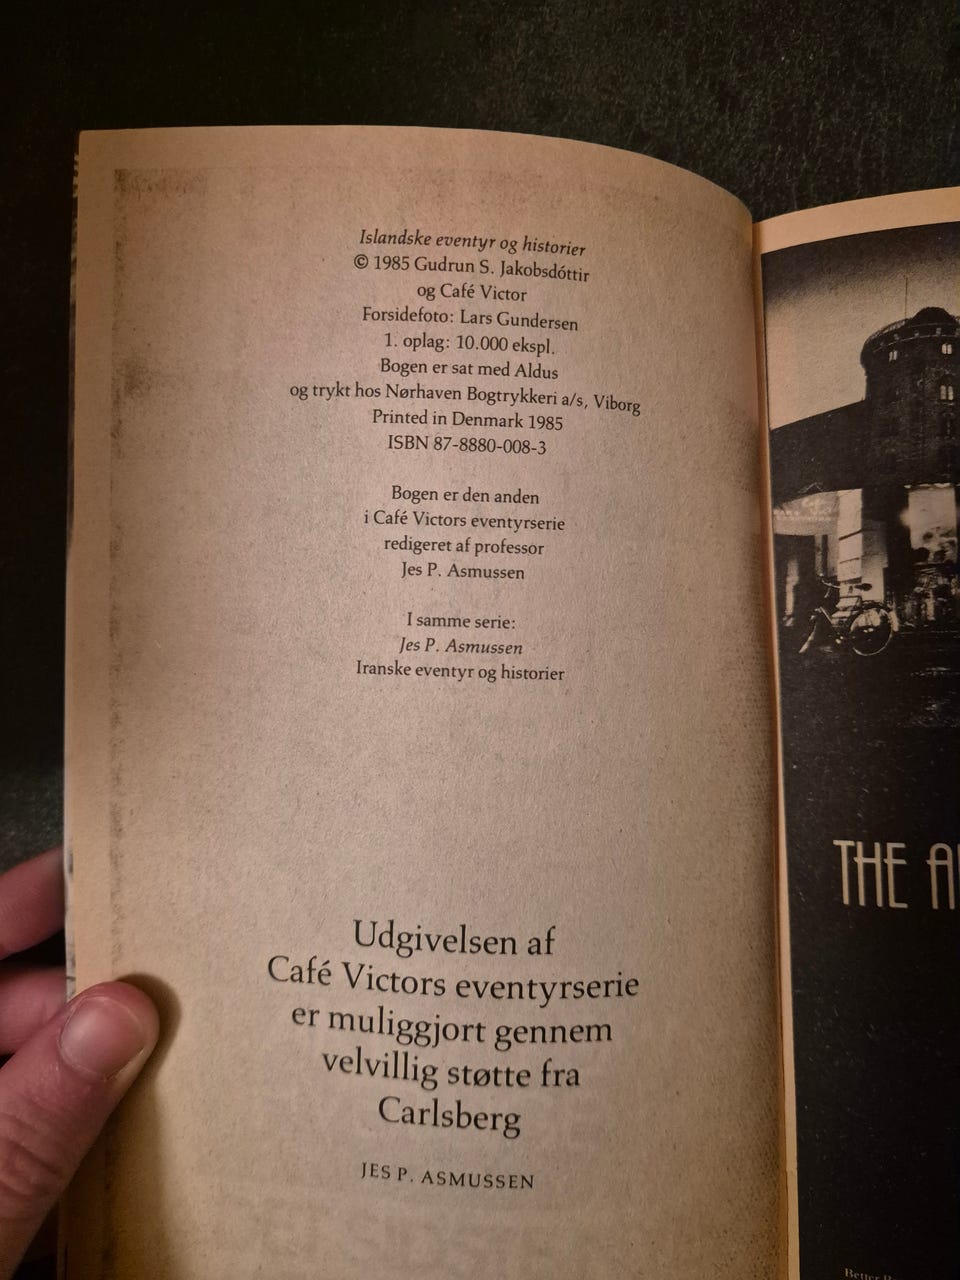 Islandske eventyr og historier
© 1985 Gudrun S. Jakobsdóttir
og Café Victor
Forsidefoto: Lars Gundersen
1. oplag: 10.000 ekspl.
Bogen er sat med Aldus
og trykt hos Nørhaven Bogtrykkeri a/s, Viborg
Printed in Denmark 1985
ISBN 87-8880-008-3
Bogen er den anden
i Café Victors eventyrserie
redigeret af professor
Jes P. Asmussen
I samme serie:
Jes P. Asmussen
Iranske eventyr og historier
Udgivelsen af
Café Victors eventyrserie
er muliggjort gennem
velvillig støtte fra
Carlsberg
JES P. ASMUSSEN
THE